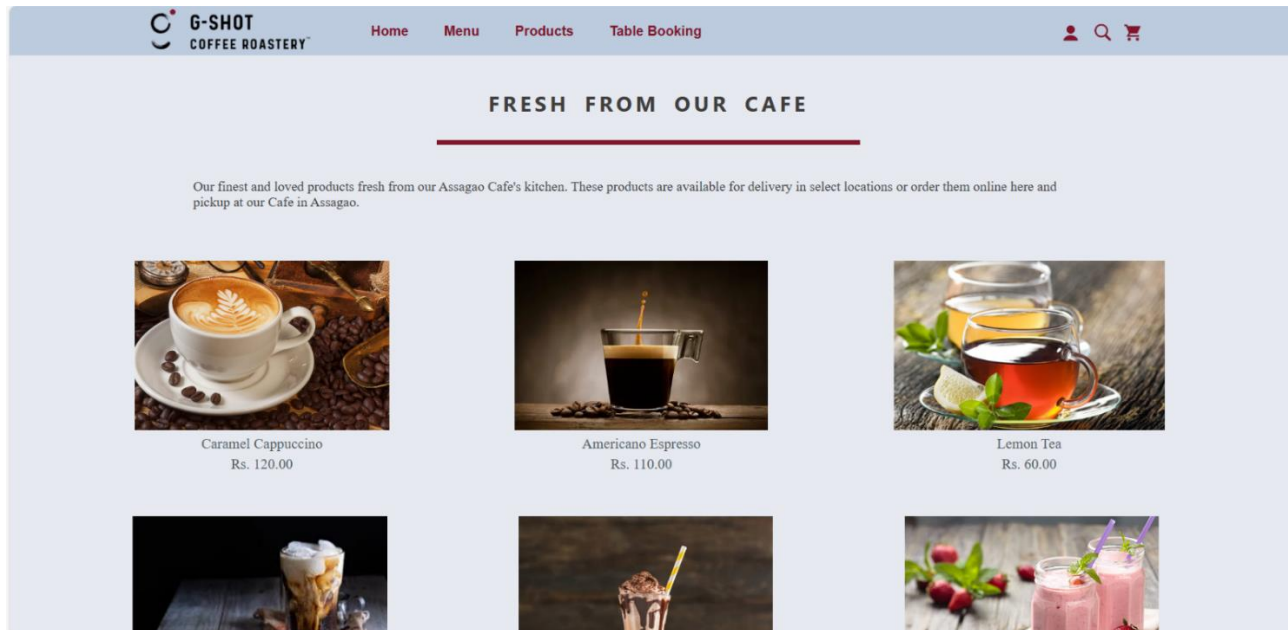 G-SHOT
COFFEE ROASTERY™
Home Menu Products Table Booking
FRESH FROM OUR CAFE
Our finest and loved products fresh from our Assagao Cafe's kitchen. These products are available for delivery in select locations or order them online here and
pickup at our Cafe in Assagao.
Caramel Cappuccino
Rs. 120.00
Americano Espresso
Rs. 110.00
Lemon Tea
Rs. 60.00